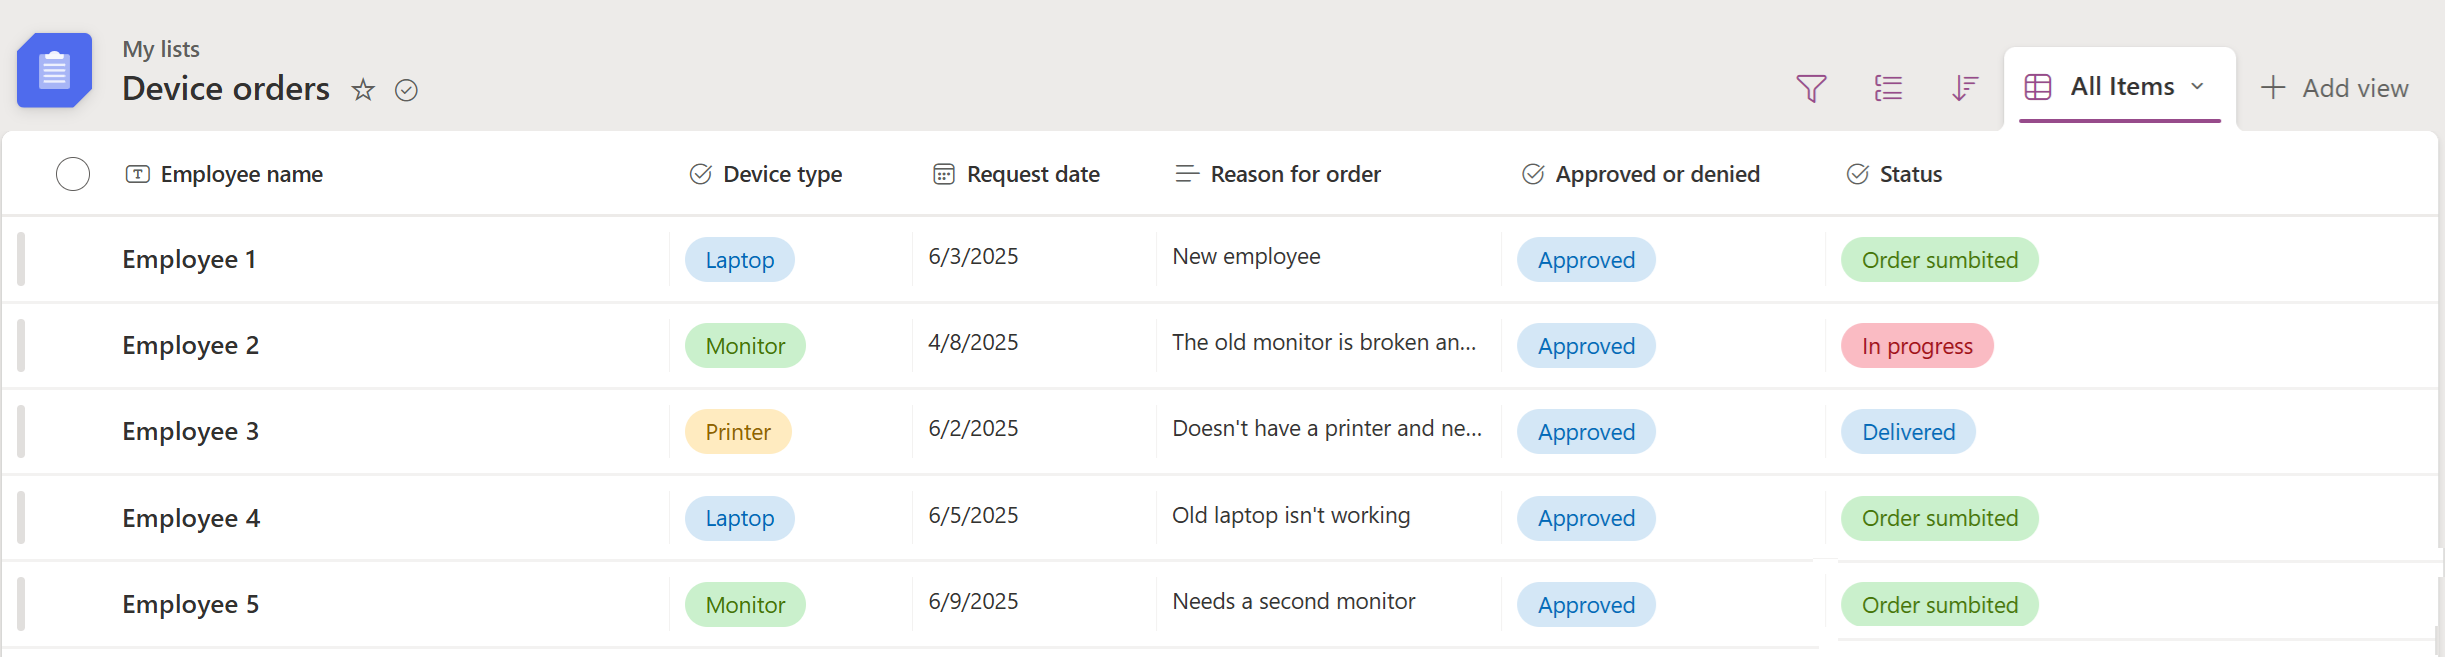 My lists
Device orders
All Items
Add view
Employee name Device type Request date Reason for order Approved or denied Status
Employee 1 Laptop 6/3/2025 New employee Approved Order sumbited
Employee 2 Monitor 4/8/2025 The old monitor is broken an... Approved In progress
Employee 3 Printer 6/2/2025 Doesn't have a printer and ne... Approved Delivered
Employee 4 Laptop 6/5/2025 Old laptop isn't working Approved Order sumbited
Employee 5 Monitor 6/9/2025 Needs a second monitor Approved Order sumbited